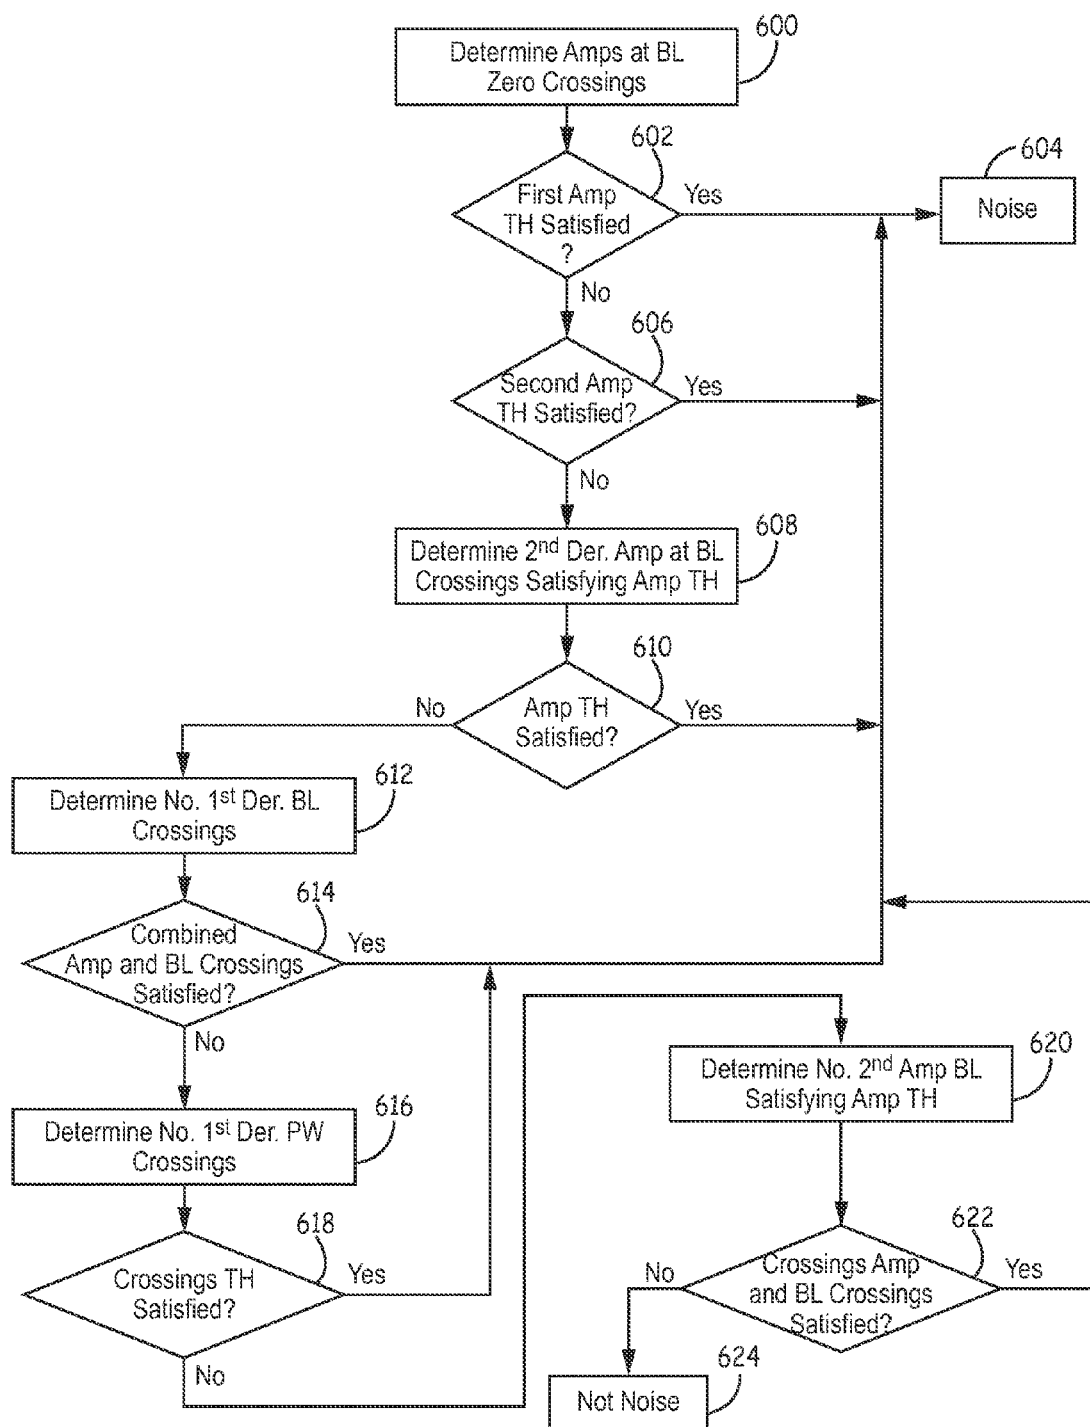 600
Determine Amps at BL
Zero Crossings
602
First Amp
TH Satisfied
?
Yes
604
Noise
No
606
Second Amp
TH Satisfied?
Yes
No
608
Determine 2nd Der. Amp at BL
Crossings Satisfying Amp TH
610
Amp TH
Satisfied?
No
Yes
612
Determine No. 1st Der. BL
Crossings
614
Combined
Amp and BL Crossings
Satisfied?
Yes
No
616
Determine No. 1st Der. PW
Crossings
618
Crossings TH
Satisfied?
Yes
No
620
Determine No. 2nd Amp BL
Satisfying Amp TH
622
Crossings Amp
and BL Crossings
Satisfied?
No
Yes
624
Not Noise